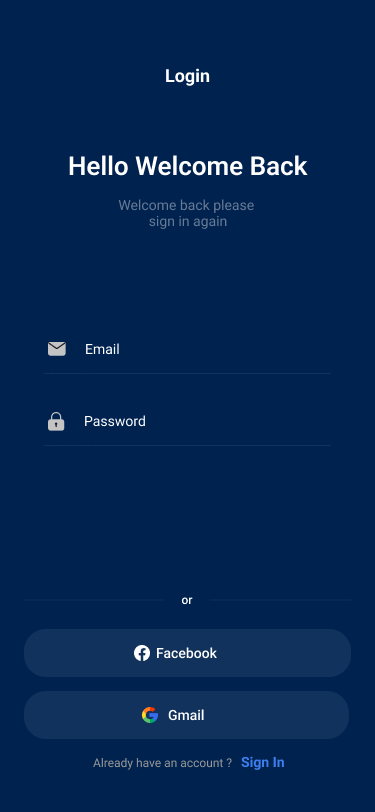 Login
Hello Welcome Back
Welcome back please
sign in again
Email
Password
or
Facebook
Gmail
Already have an account ? Sign In